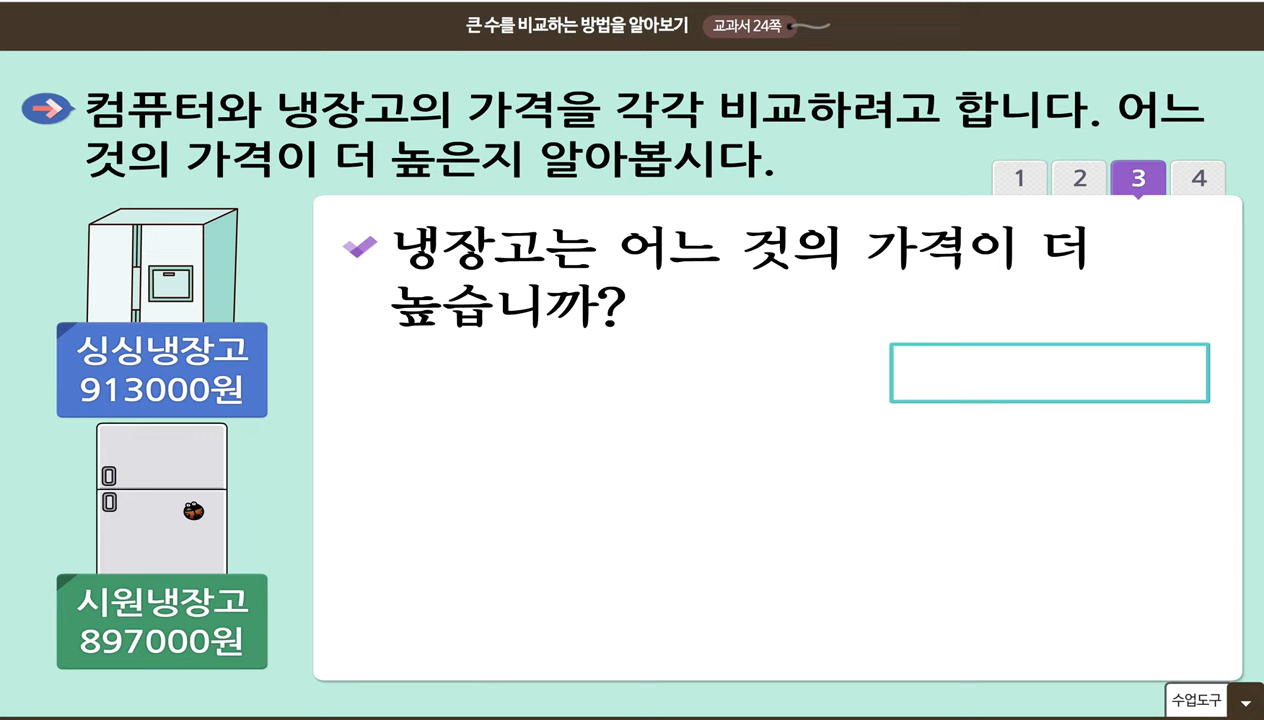 큰 수를 비교하는 방법을 알아보기 교과서 24쪽
컴퓨터와 냉장고의 가격을 각각 비교하려고 합니다. 어느
것의 가격이 더 높은지 알아봅시다.
1 2 3 4
냉장고는 어느 것의 가격이 더
높습니까?
싱싱냉장고
913000원
시원냉장고
897000원
수업도구